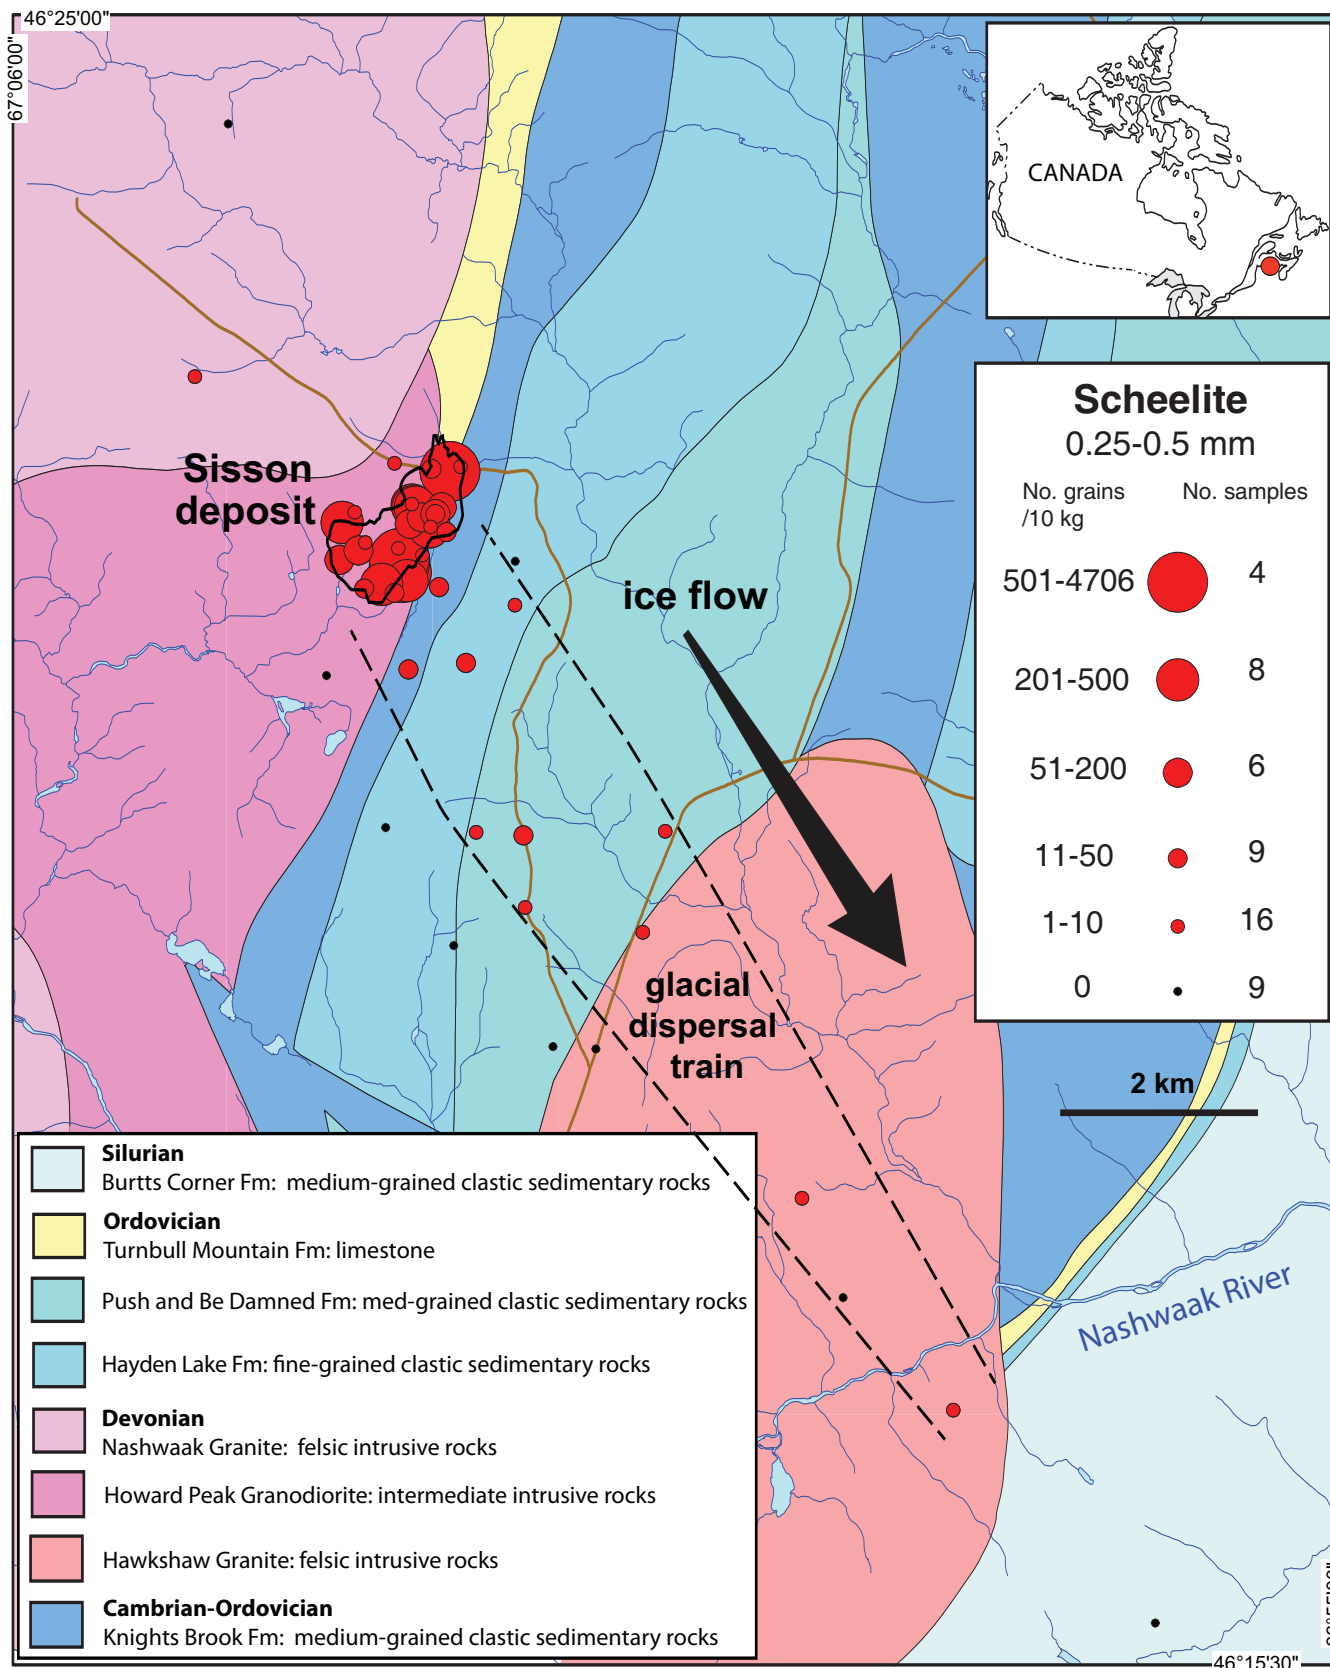 46°25'00"
67°06'00"
CANADA
Scheelite
0.25-0.5 mm
No. grains
/10 kg
No. samples
501-4706
4
201-500
8
51-200
6
11-50
9
1-10
16
0
9
Sisson
deposit
ice flow
glacial
dispersal
train
2 km
Nashwaak River
Silurian
Burtts Corner Fm: medium-grained clastic sedimentary rocks
Ordovician
Turnbull Mountain Fm: limestone
Push and Be Damned Fm: med-grained clastic sedimentary rocks
Hayden Lake Fm: fine-grained clastic sedimentary rocks
Devonian
Nashwaak Granite: felsic intrusive rocks
Howard Peak Granodiorite: intermediate intrusive rocks
Hawkshaw Granite: felsic intrusive rocks
Cambrian-Ordovician
Knights Brook Fm: medium-grained clastic sedimentary rocks
46°15'30"